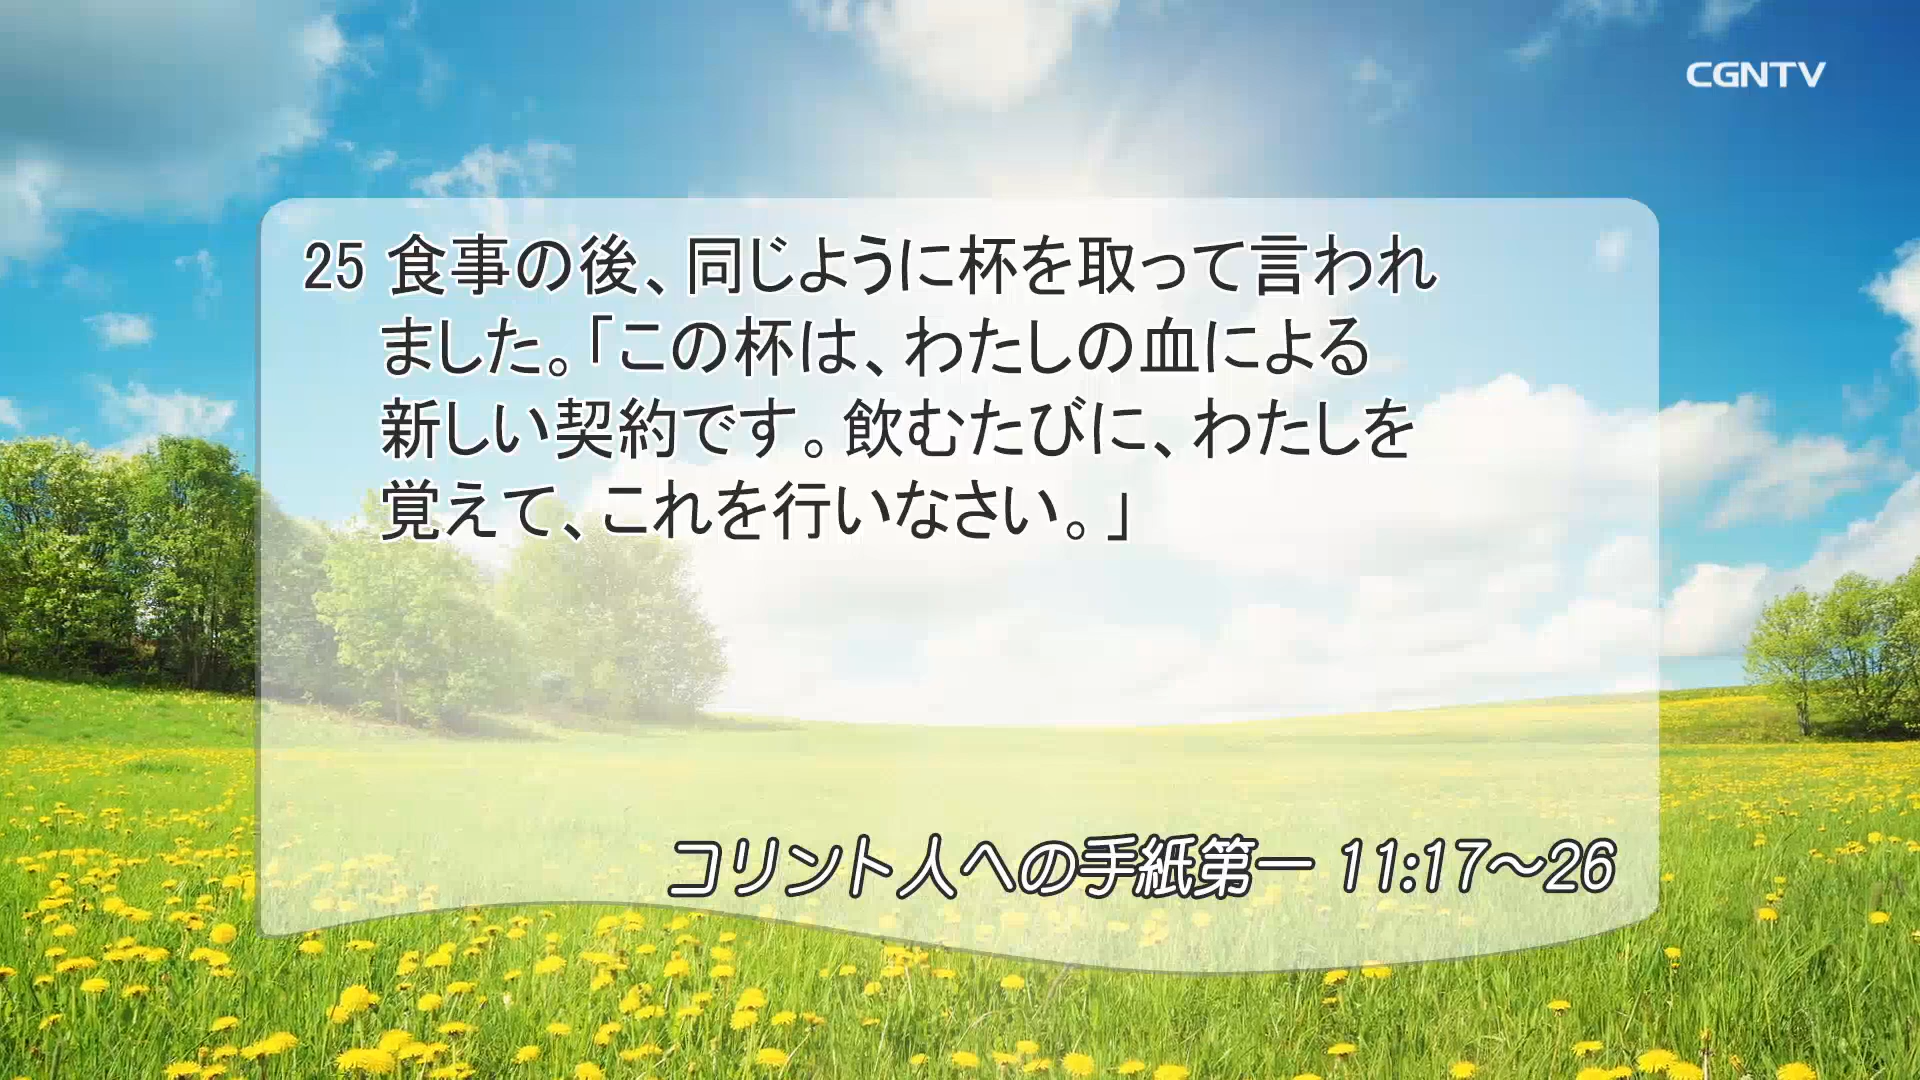 CGNTV
25 食事の後、同じように杯を取って言われ
ました。「この杯は、わたしの血による
新しい契約です。飲むたびに、わたしを
覚えて、これを行いなさい。」
コリント人への手紙第一 11:17～26